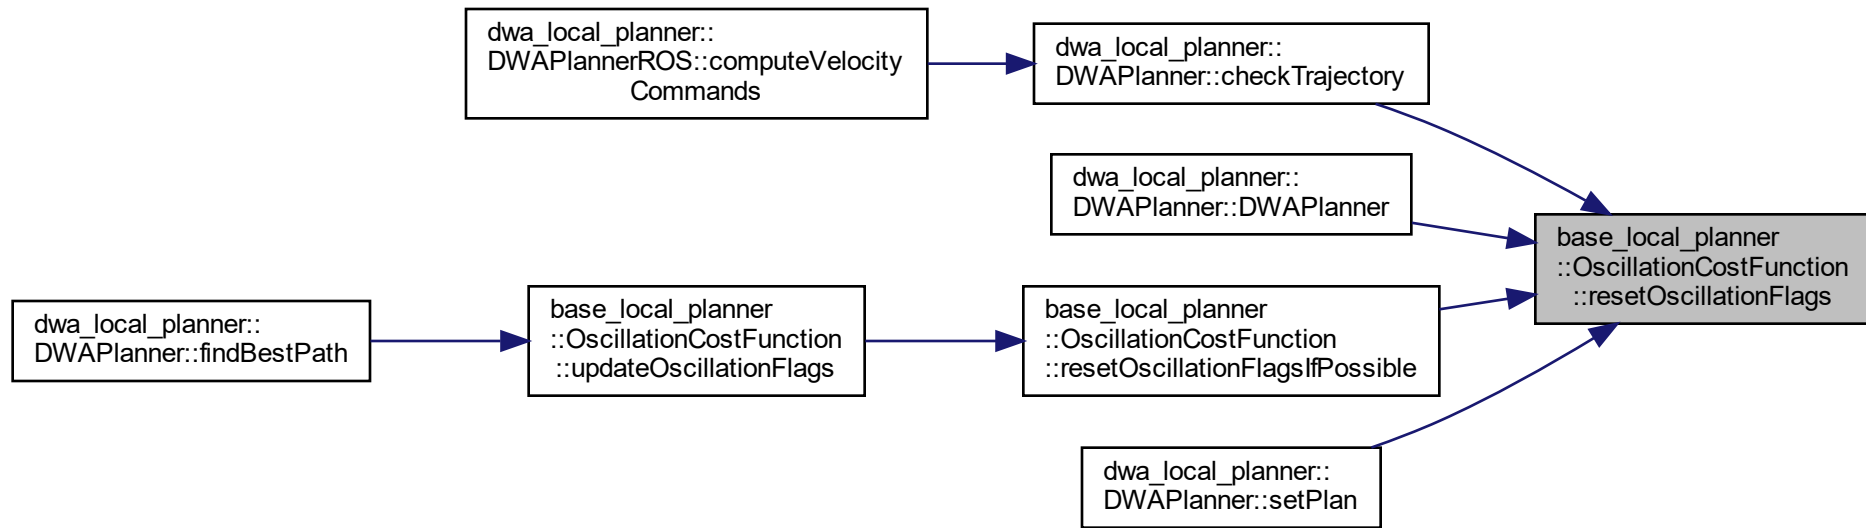 dwa_local_planner::
DWAPlannerROS::computeVelocity
Commands
dwa_local_planner::
DWAPlanner::checkTrajectory
dwa_local_planner::
DWAPlanner::DWAPlanner
base_local_planner
::OscillationCostFunction
::resetOscillationFlags
dwa_local_planner::
DWAPlanner::findBestPath
base_local_planner
::OscillationCostFunction
::updateOscillationFlags
base_local_planner
::OscillationCostFunction
::resetOscillationFlagsIfPossible
dwa_local_planner::
DWAPlanner::setPlan